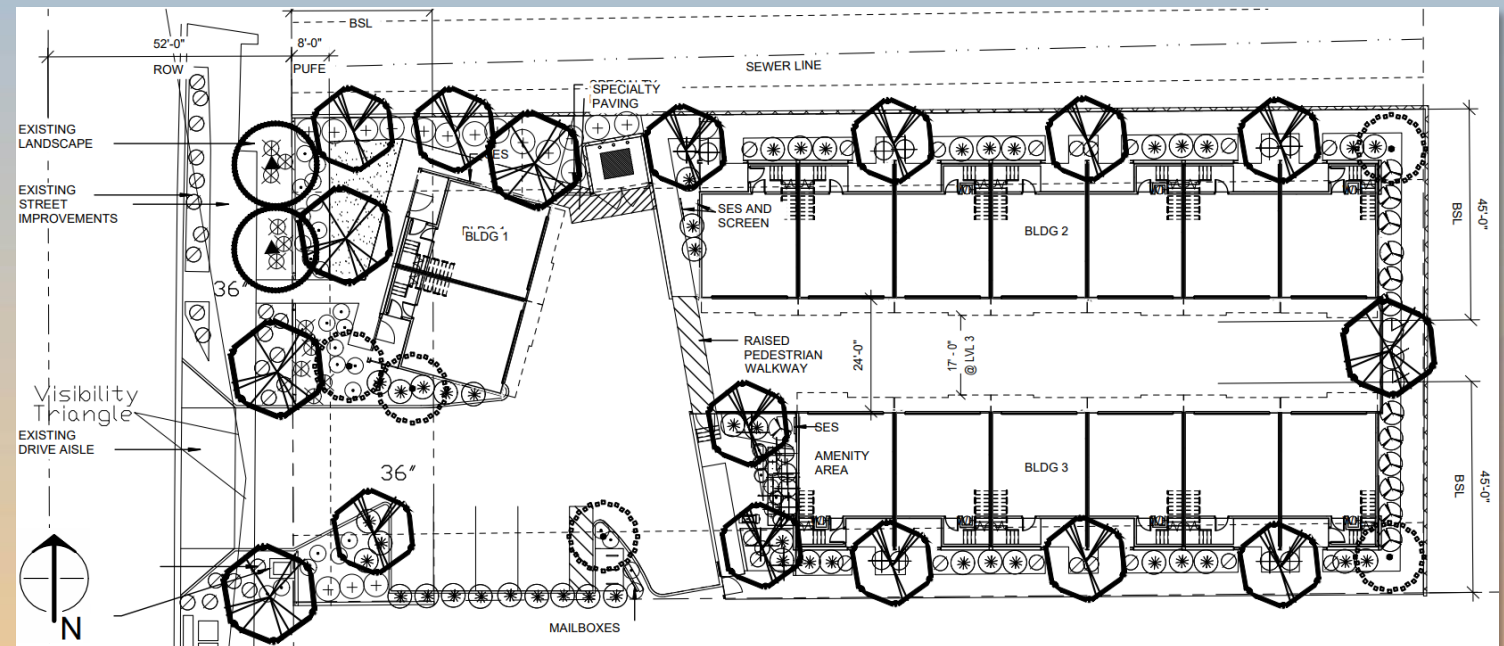 BSL
52'-0"
8'-0"
ROW
PUFE
SEWER LINE
SPECIALTY
PAVING
EXISTING
LANDSCAPE
EXISTING
STREET
IMPROVEMENTS
SES AND
SCREEN
BLDG 1
BLDG 2
45'-0"
BSL
36"
RAISED
PEDESTRIAN
WALKWAY
24'-0"
17' - 0"
@ LVL 3
Visibility
Triangle
EXISTING
DRIVE AISLE
36"
SES
AMENITY
AREA
BLDG 3
BSL
45'-0"
N
MAILBOXES